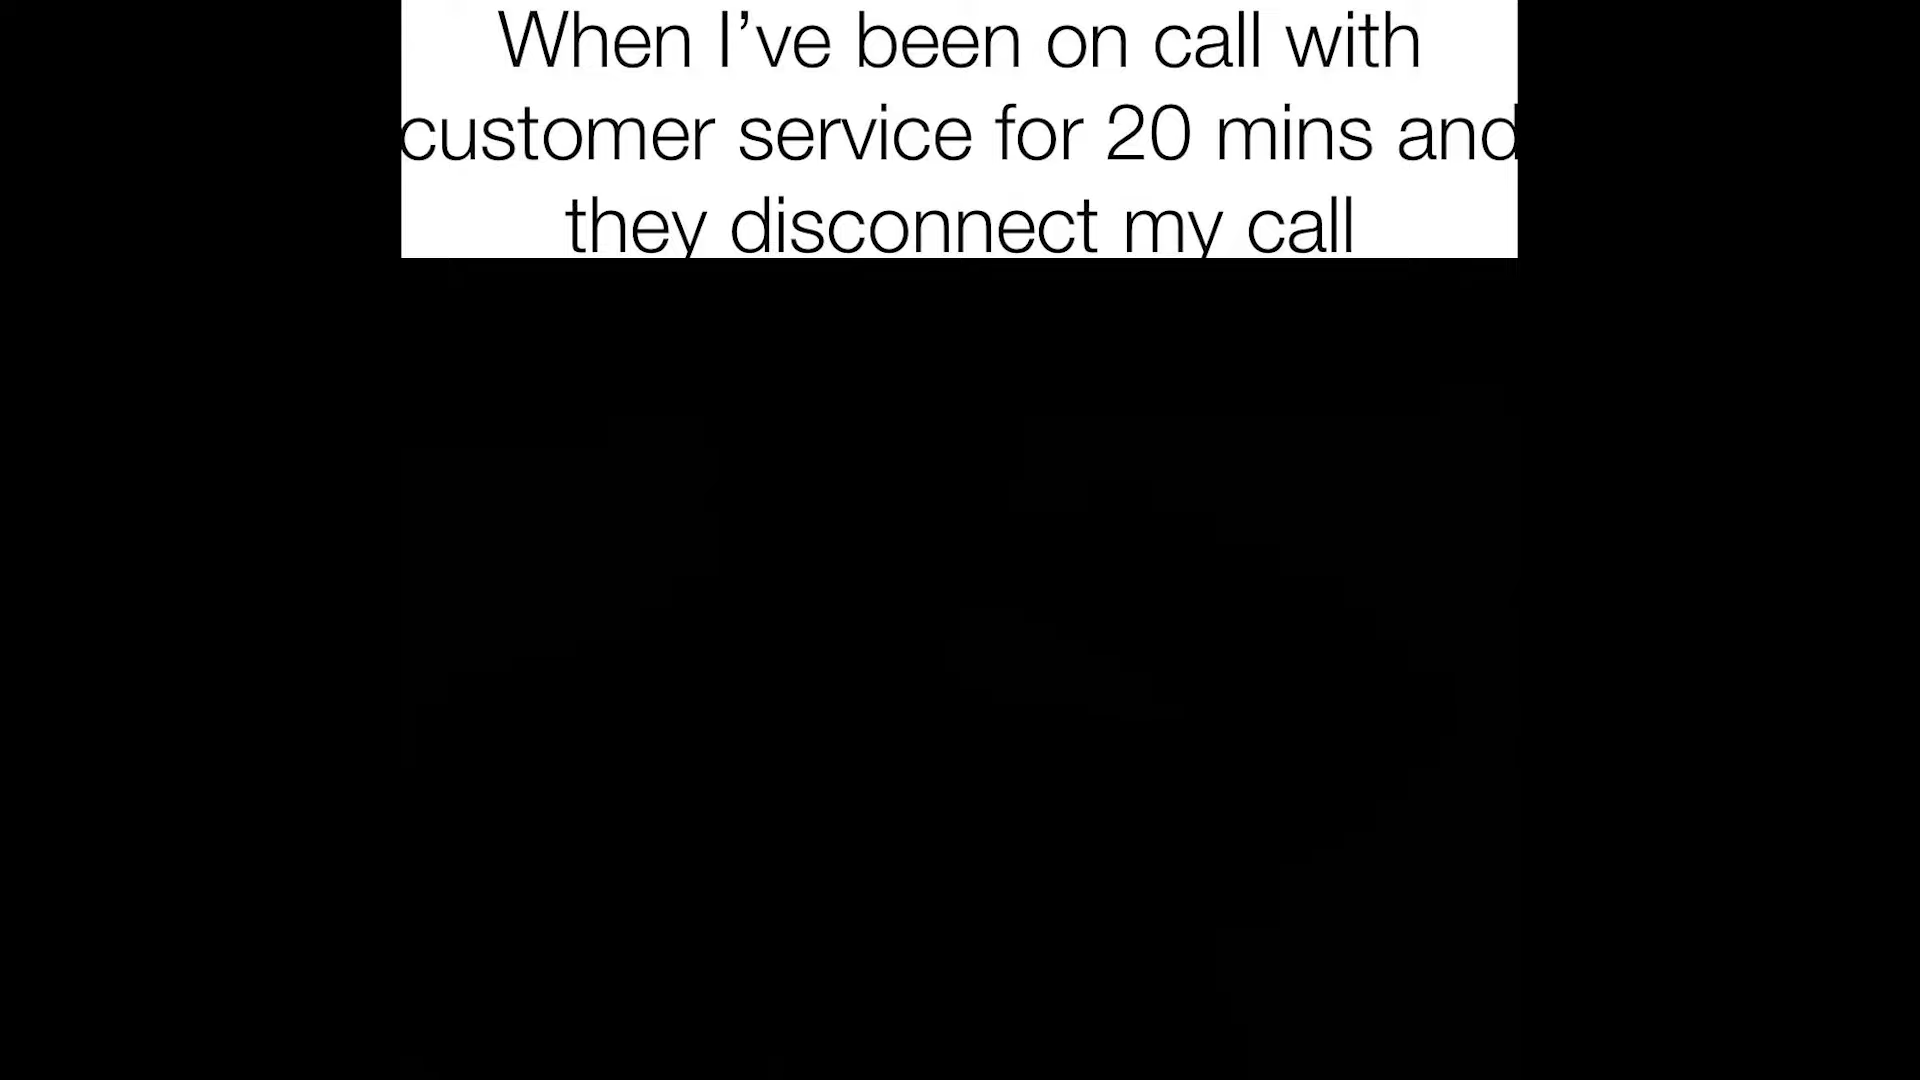 When I’ve been on call with
customer service for 20 mins and
they disconnect my call